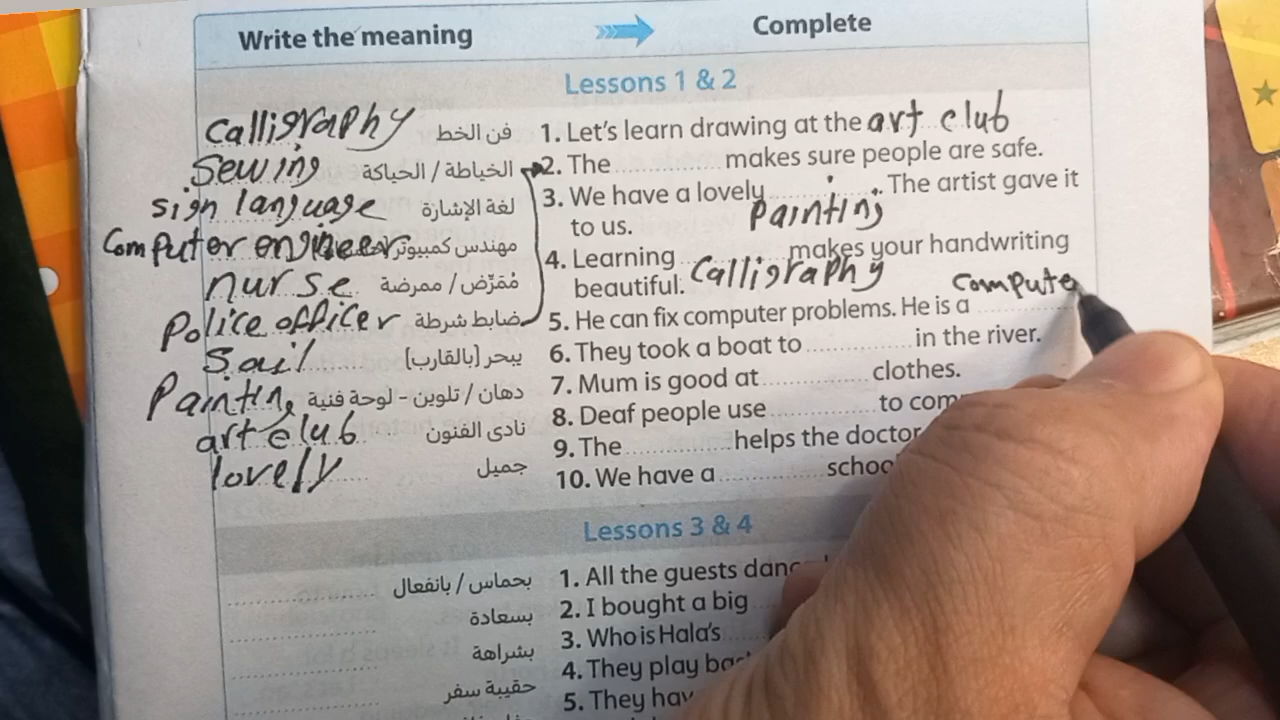 Write the meaning Complete
Lessons 1 & 2
calligraphy فن الخط 1. Let's learn drawing at the art club
sewing الخياطة / الحياكة 2. The ............ makes sure people are safe.
sign language لغة الإشارة 3. We have a lovely painting. The artist gave it
to us.
Computer engineer مهندس كمبيوتر 4. Learning Calligraphy makes your handwriting
beautiful.
nurse مُمَرِّض / ممرضة
Police officer ضابط شرطة 5. He can fix computer problems. He is a Compute
Sail يبحر (بالقارب) 6. They took a boat to ............ in the river.
Painting دهان / تلوين - لوحة فنية 7. Mum is good at ............ clothes.
art club نادى الفنون 8. Deaf people use ............ to com
lovely جميل 9. The ............ helps the doctor
10. We have a ............ schoo
Lessons 3 & 4
بحماس / بانفعال 1. All the guests danc
بسعادة 2. I bought a big
بشراهة 3. Who is Hala's
حقيبة سفر 4. They play bas
5. They hav